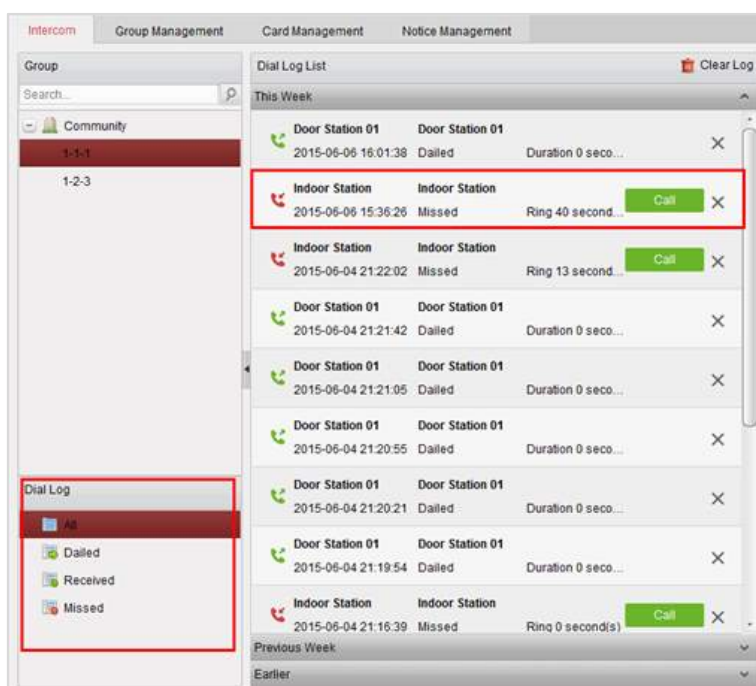 Intercom Group Management Card Management Notice Management
Group
Search...
Community
1-1-1
1-2-3
Dial Log
All
Dailed
Received
Missed
Dial Log List Clear Log
This Week
Door Station 01 Door Station 01
2015-06-06 16:01:38 Dailed Duration 0 seco...
Indoor Station Indoor Station
2015-06-06 15:36:26 Missed Ring 40 second... Call
Indoor Station Indoor Station
2015-06-04 21:22:02 Missed Ring 13 second... Call
Door Station 01 Door Station 01
2015-06-04 21:21:42 Dailed Duration 0 seco...
Door Station 01 Door Station 01
2015-06-04 21:21:05 Dailed Duration 0 seco...
Door Station 01 Door Station 01
2015-06-04 21:20:55 Dailed Duration 0 seco...
Door Station 01 Door Station 01
2015-06-04 21:20:21 Dailed Duration 0 seco...
Door Station 01 Door Station 01
2015-06-04 21:19:54 Dailed Duration 0 seco...
Indoor Station Indoor Station
2015-06-04 21:16:39 Missed Ring 0 second(s) Call
Previous Week
Earlier